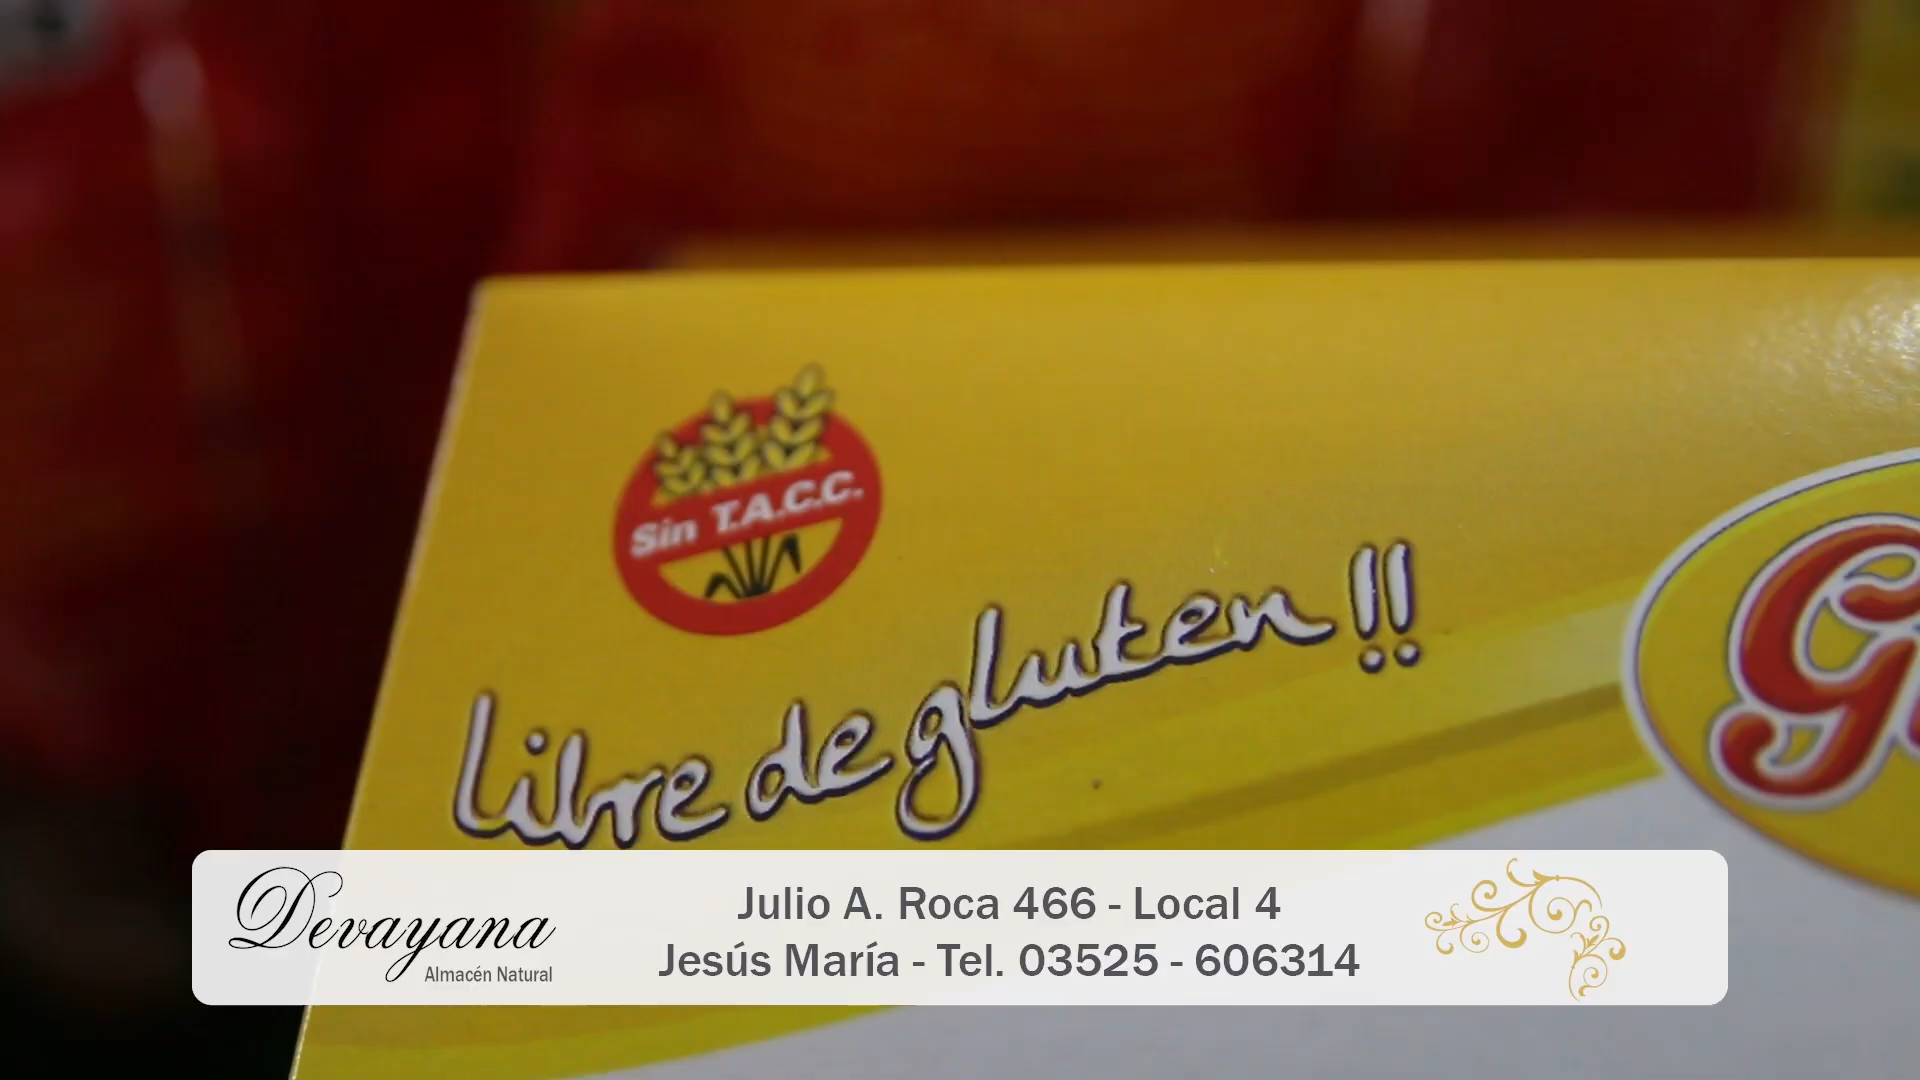 Sin T.A.C.C.
libre de gluten!!
Devayana
Almacén Natural
Julio A. Roca 466 - Local 4
Jesús María - Tel. 03525 - 606314